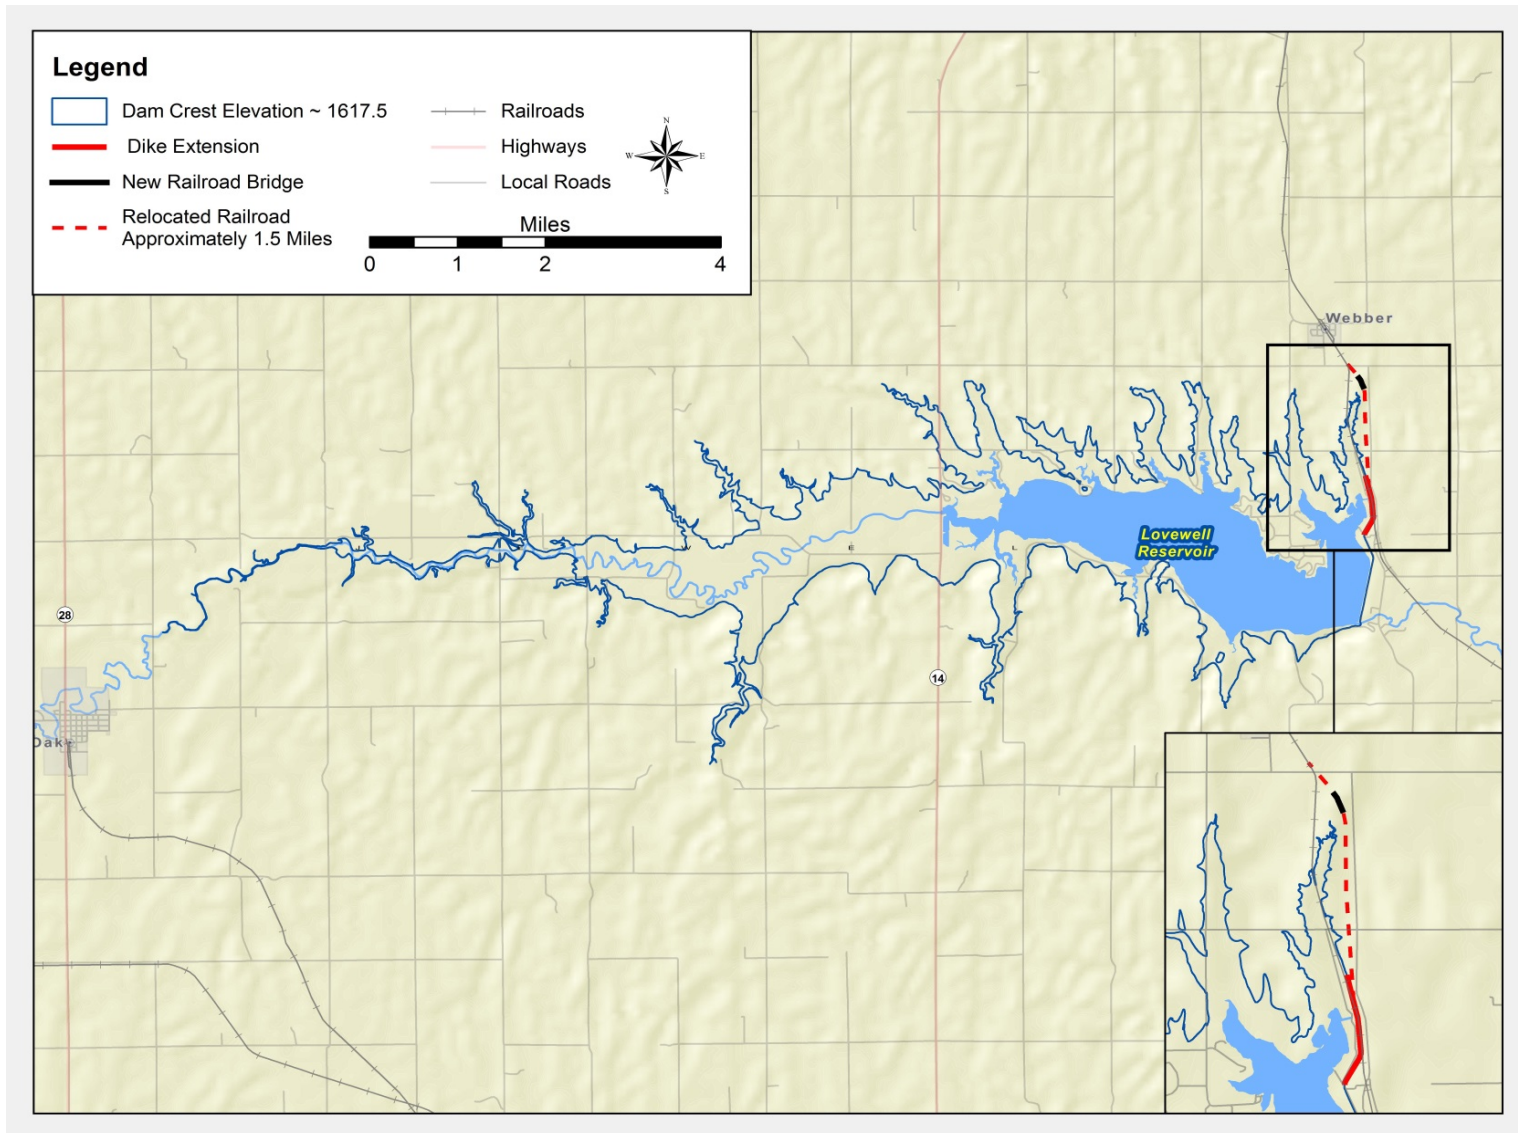 Legend
Dam Crest Elevation ~ 1617.5
Dike Extension
New Railroad Bridge
Relocated Railroad
Approximately 1.5 Miles
Railroads
Highways
Local Roads
N
W E
S
Miles
0 1 2 4
Webber
Lovewell
Reservoir
W
E
L
28
14